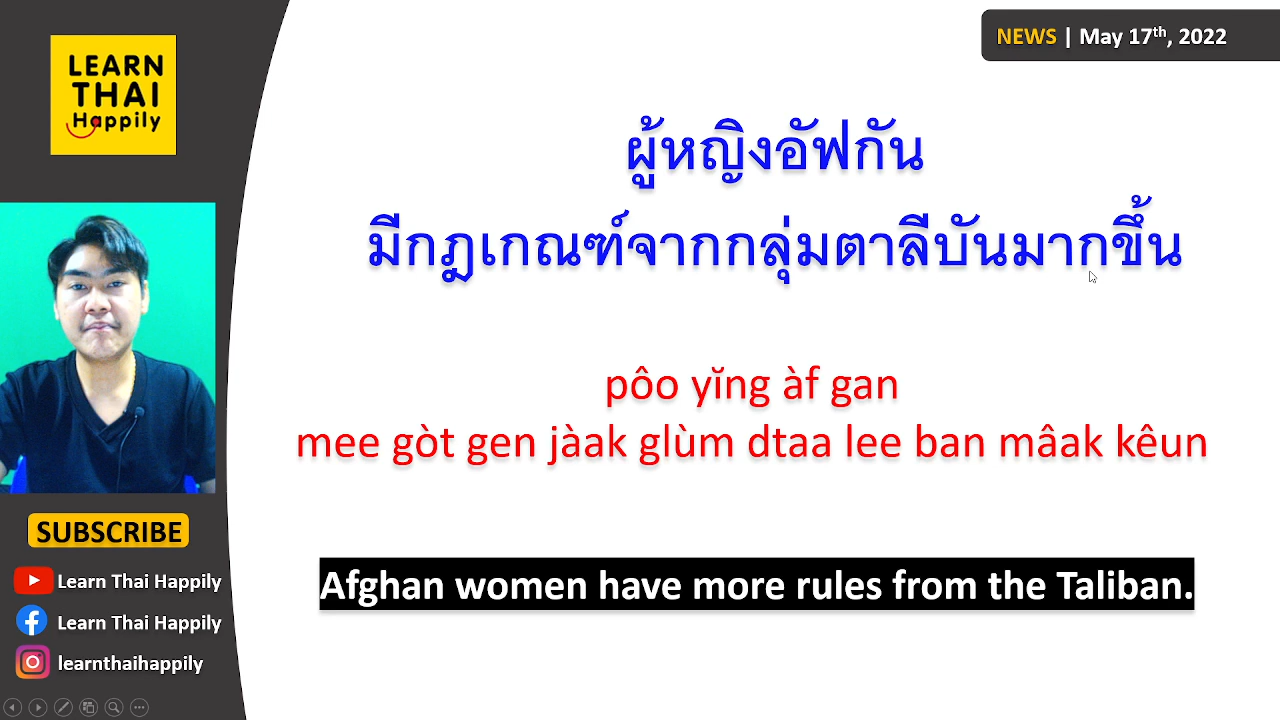 LEARN
THAI
Happily
NEWS | May 17th, 2022
ผู้หญิงอัฟกัน
มีกฎเกณฑ์จากกลุ่มตาลีบันมากขึ้น
pôo yĭng àf gan
mee gòt gen jàak glùm dtaa lee ban mâak kêun
Afghan women have more rules from the Taliban.
SUBSCRIBE
Learn Thai Happily
Learn Thai Happily
learnthaihappily